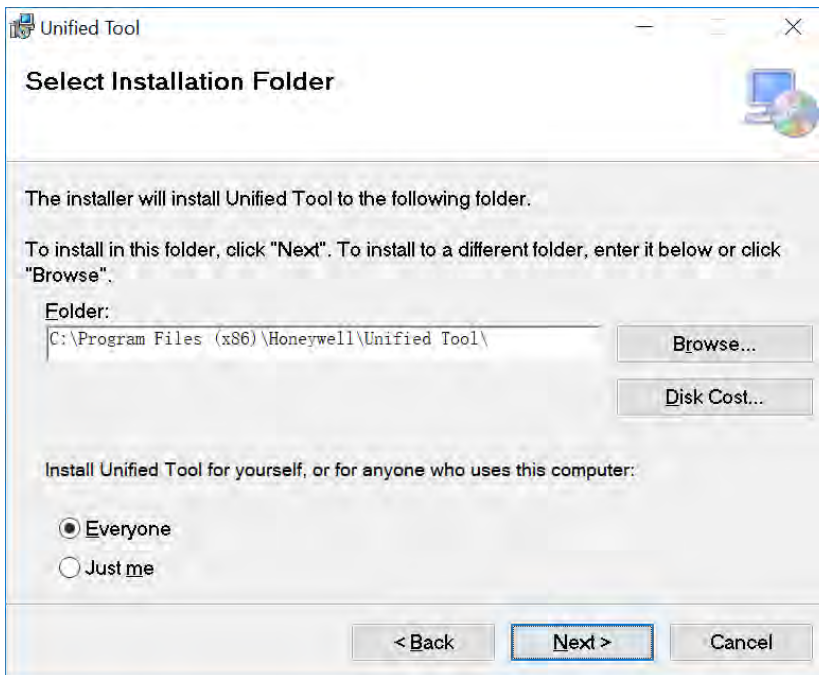 Unified Tool
Select Installation Folder
The installer will install Unified Tool to the following folder.
To install in this folder, click "Next". To install to a different folder, enter it below or click
"Browse".
Folder:
C:\Program Files (x86)\Honeywell\Unified Tool\
Browse...
Disk Cost...
Install Unified Tool for yourself, or for anyone who uses this computer:
Everyone
Just me
< Back
Next >
Cancel